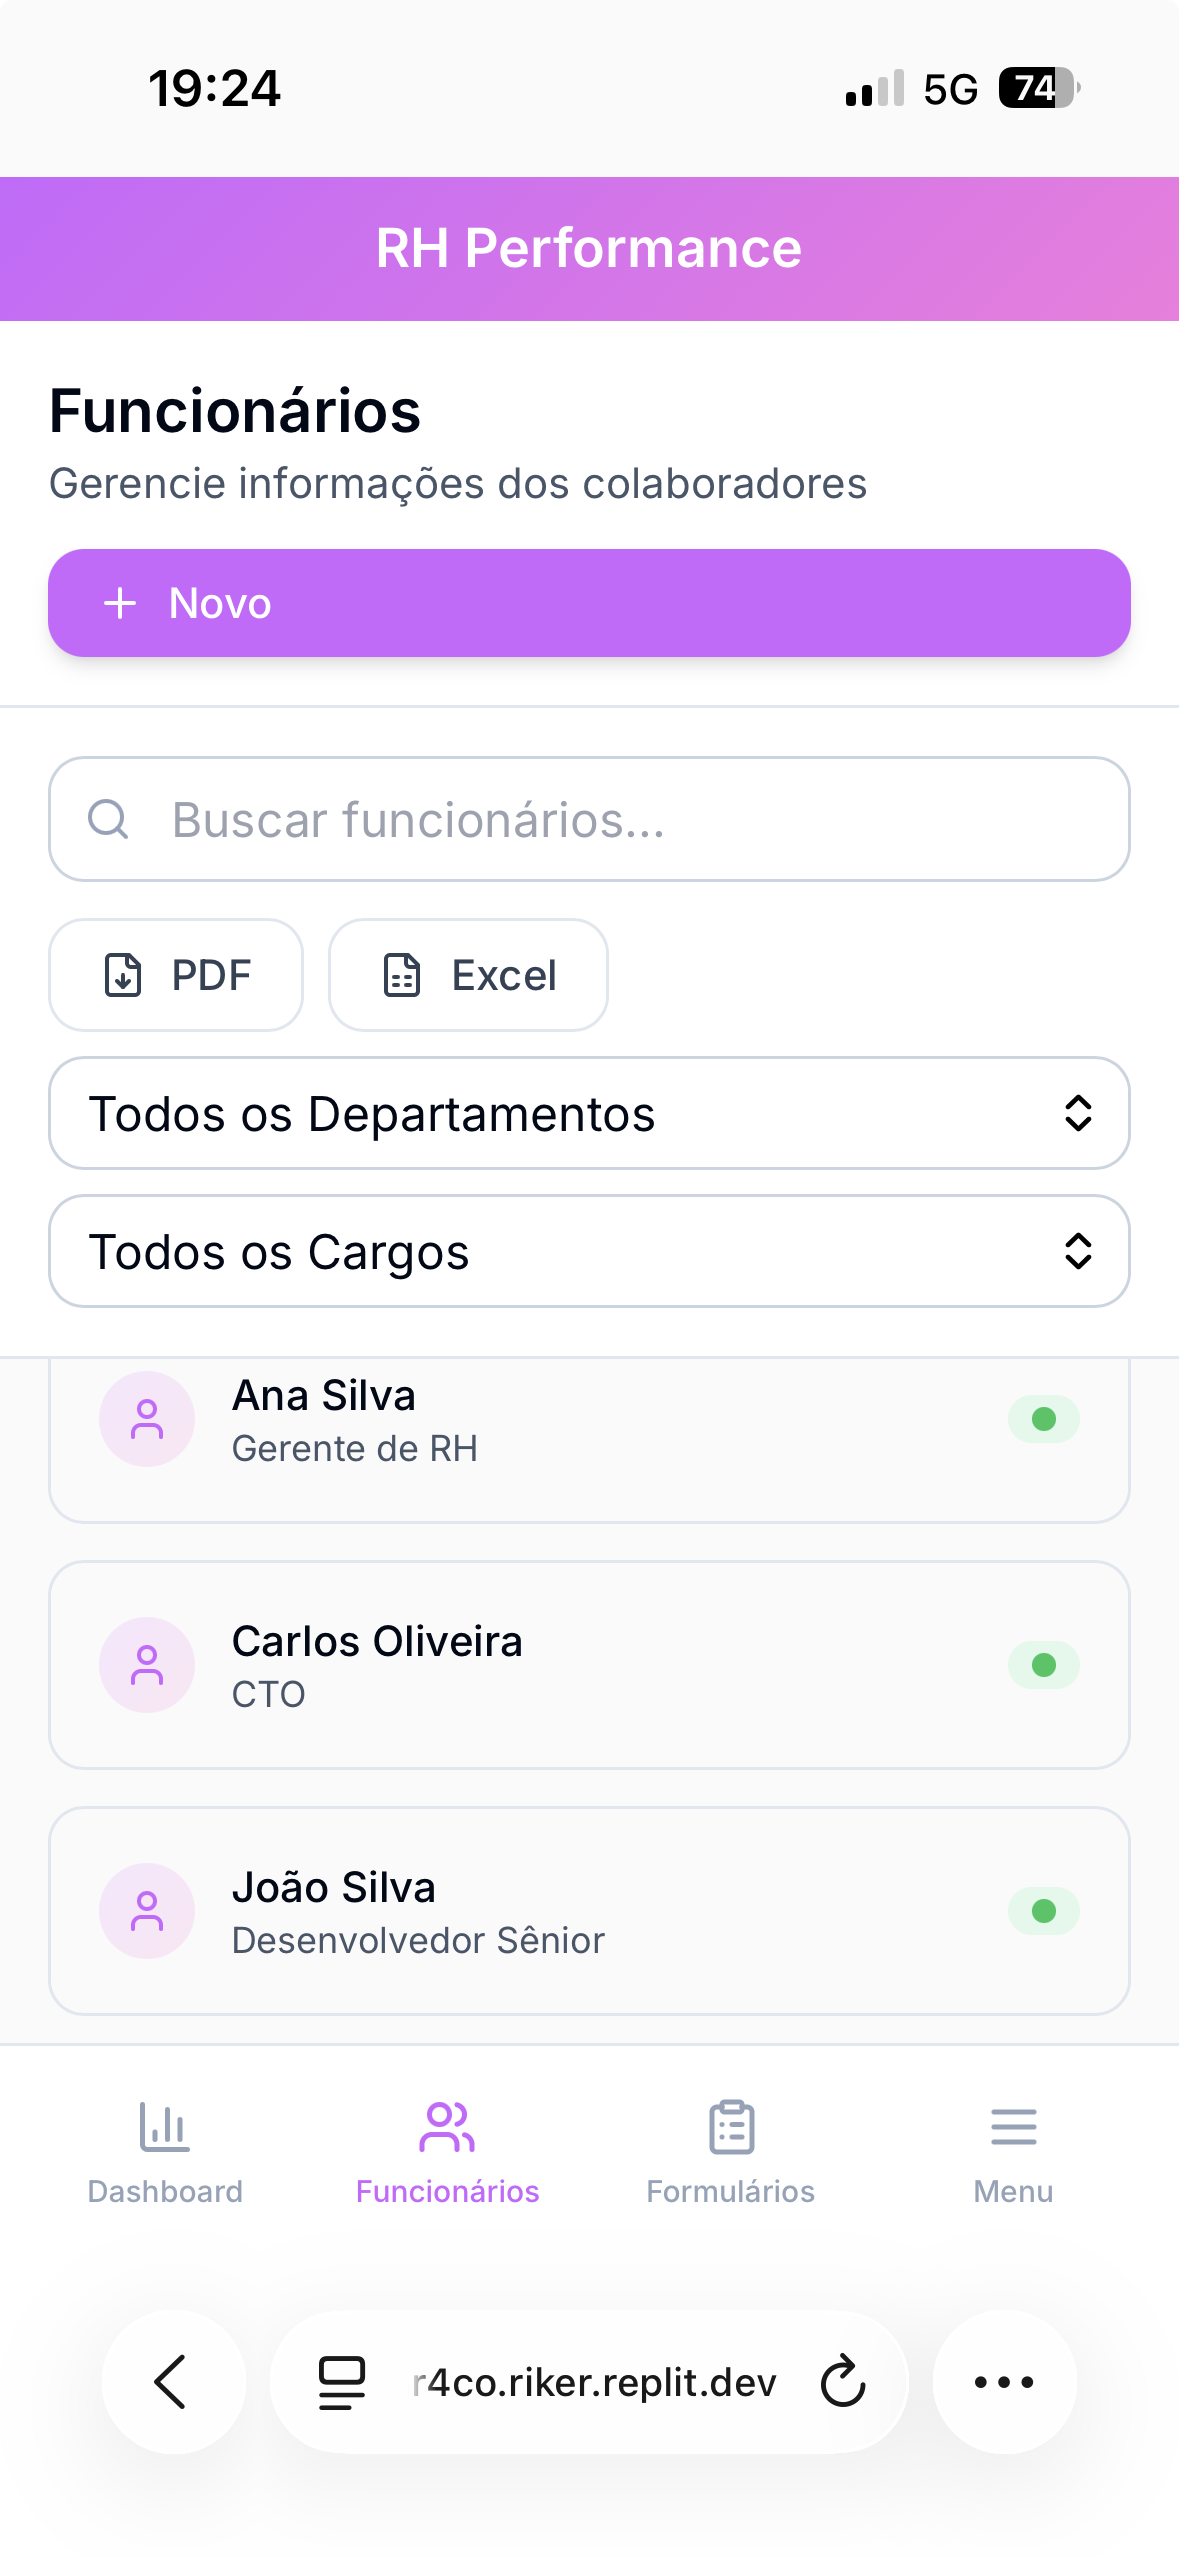 19:24
5G 74
RH Performance
Funcionários
Gerencie informações dos colaboradores
Novo
Buscar funcionários...
PDF Excel
Todos os Departamentos
Todos os Cargos
Ana Silva
Gerente de RH
Carlos Oliveira
CTO
João Silva
Desenvolvedor Sênior
Dashboard Funcionários Formulários Menu
r4co.riker.replit.dev